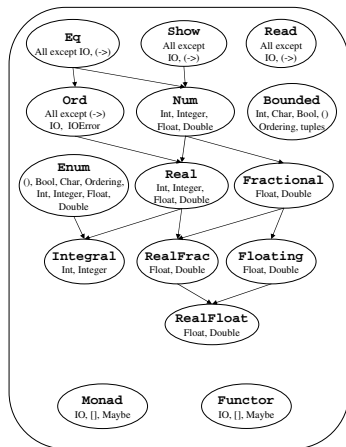 Eq
All except IO, (->)
Show
All except
IO, (->)
Read
All except
IO, (->)
Ord
All except (->)
IO, IOError
Num
Int, Integer,
Float, Double
Bounded
Int, Char, Bool, ()
Ordering, tuples
Enum
(), Bool, Char, Ordering,
Int, Integer, Float,
Double
Real
Int, Integer,
Float, Double
Fractional
Float, Double
Integral
Int, Integer
RealFrac
Float, Double
Floating
Float, Double
RealFloat
Float, Double
Monad
IO, [], Maybe
Functor
IO, [], Maybe